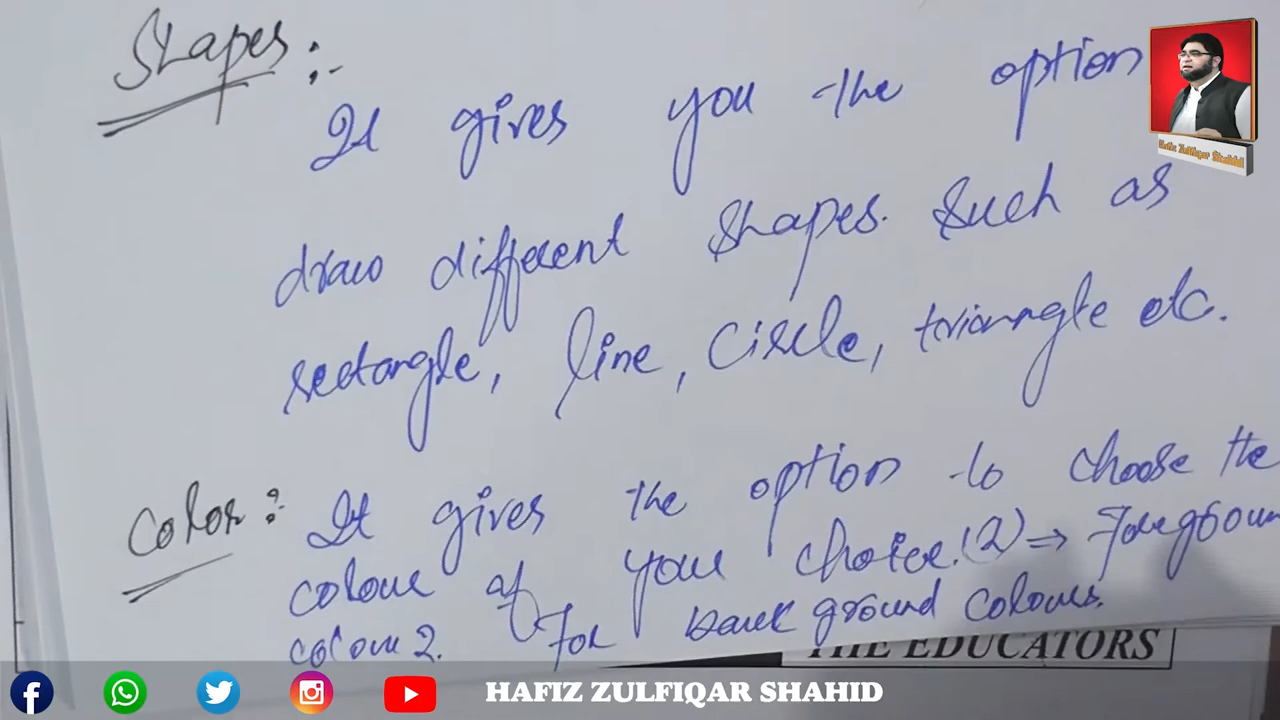 Shapes :-
It gives you the option
draw different shapes. Such as
rectangle, line, Circle, triangle etc.
Color :- It gives the option to choose the
colour of your choice. (2) ⇒ Foregroun
colour 2. For back ground colours.
THE EDUCATORS
Hafiz Zulfiqar Shahid
HAFIZ ZULFIQAR SHAHID